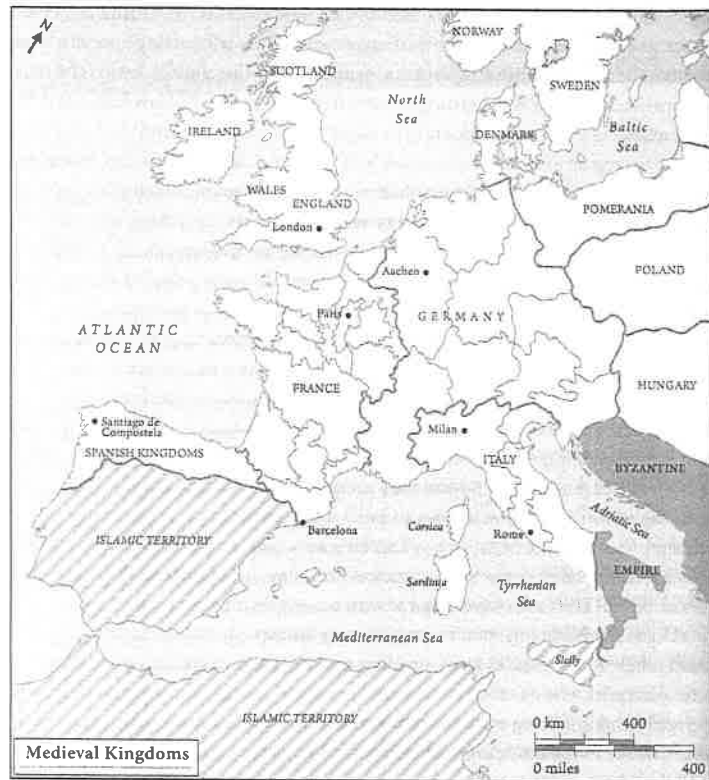 N
NORWAY
SCOTLAND
SWEDEN
North
Sea
IRELAND
DENMARK
Baltic
Sea
WALES
ENGLAND
POMERANIA
London
Aachen
POLAND
Paris
GERMANY
ATLANTIC
OCEAN
FRANCE
HUNGARY
Santiago de
Compostela
Milan
SPANISH KINGDOMS
ITALY
BYZANTINE
Adriatic Sea
Corsica
Barcelona
Rome
ISLAMIC TERRITORY
EMPIRE
Sardinia
Tyrrhenian
Sea
Mediterranean Sea
Sicily
ISLAMIC TERRITORY
0 km 400
0 miles 400
Medieval Kingdoms